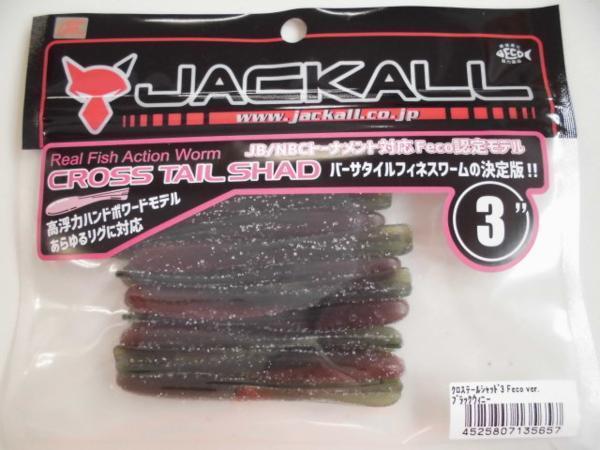 JACKALL
www.jackall.co.jp
FECO
Real Fish Action Worm
JB/NBCトーナメント対応Feco認定モデル
CROSS TAIL SHAD
バーサタイルフィネスワームの決定版!!
高浮力ハンドポワードモデル
あらゆるリグに対応
3"
クロステールシャッド3 Feco ver.
ブラックウィニー
4525807135657